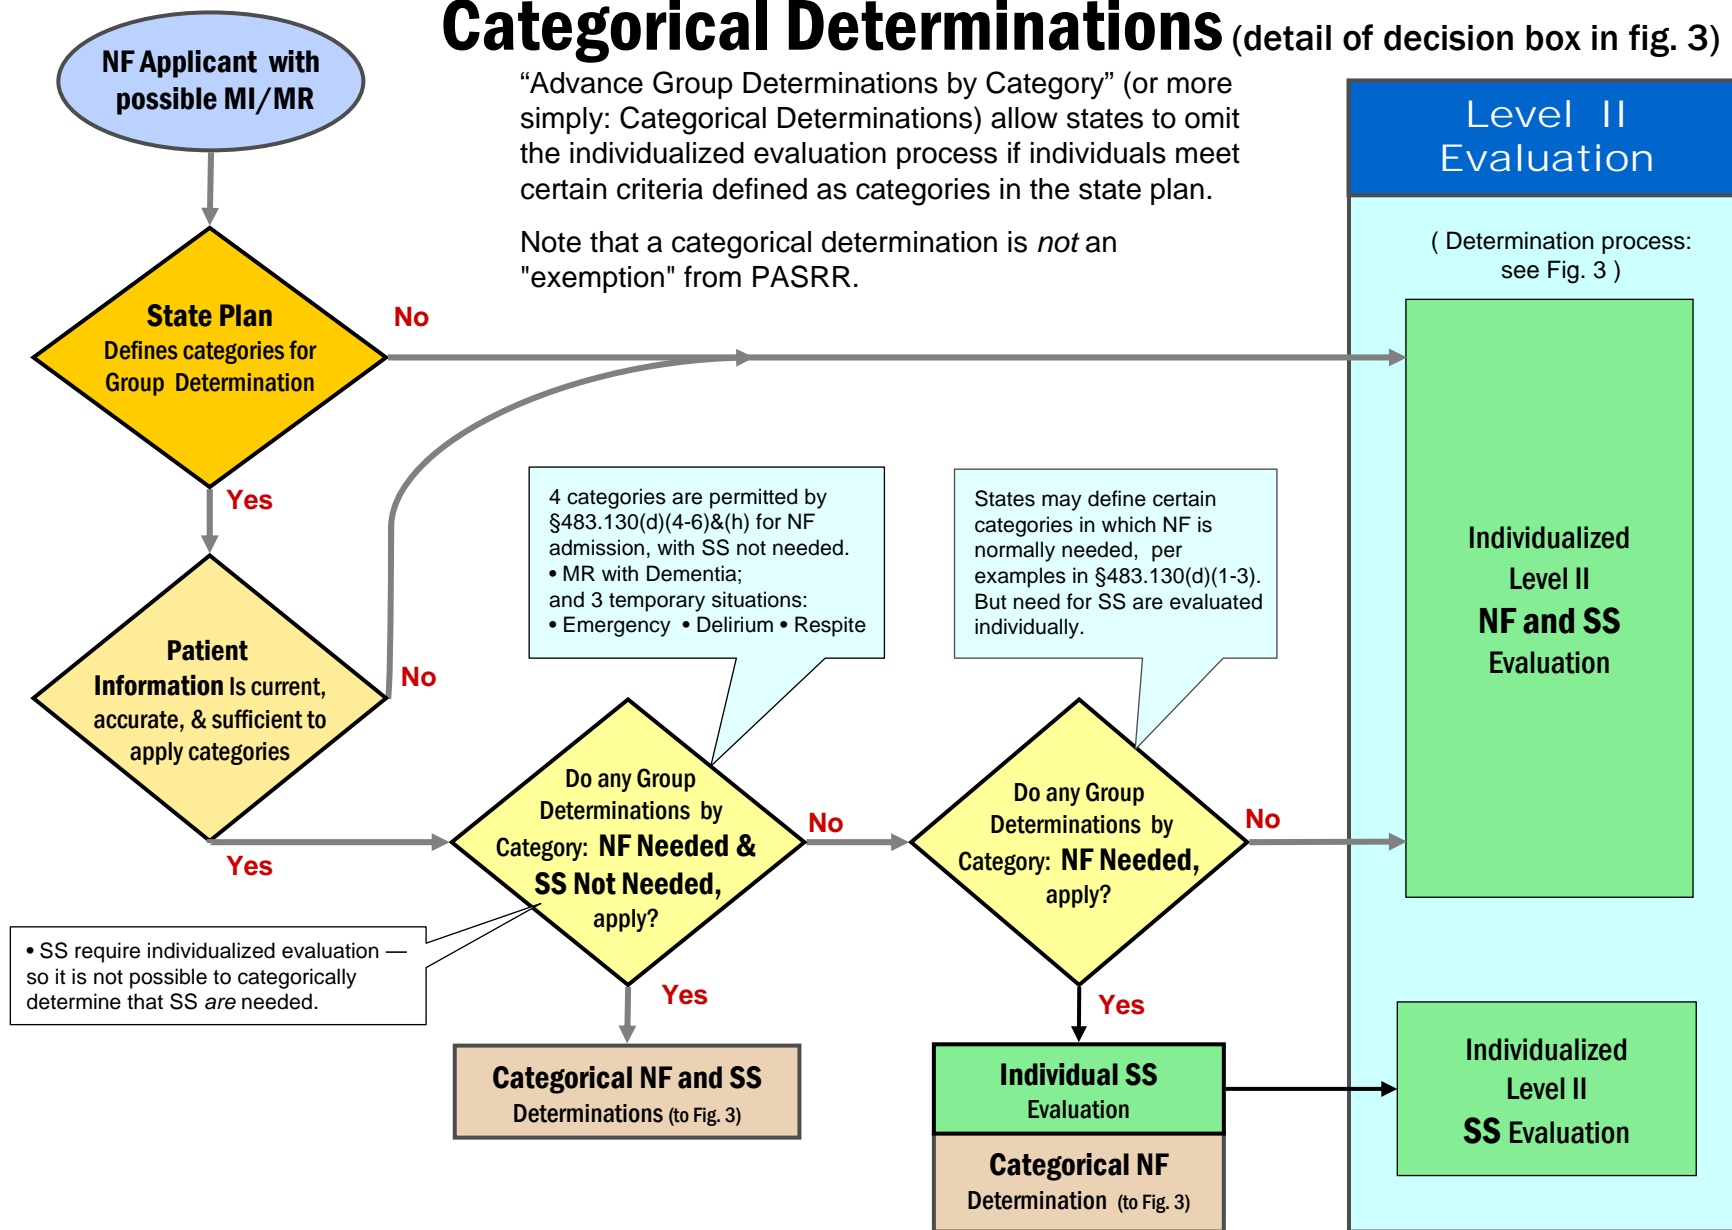 Categorical Determinations (detail of decision box in fig. 3)
NF Applicant with
possible MI/MR
“Advance Group Determinations by Category” (or more
simply: Categorical Determinations) allow states to omit
the individualized evaluation process if individuals meet
certain criteria defined as categories in the state plan.
Note that a categorical determination is not an
"exemption" from PASRR.
Level II
Evaluation
( Determination process:
see Fig. 3 )
State Plan
Defines categories for
Group Determination
No
Yes
Patient
Information Is current,
accurate, & sufficient to
apply categories
No
Yes
4 categories are permitted by
§483.130(d)(4-6)&(h) for NF
admission, with SS not needed.
• MR with Dementia;
and 3 temporary situations:
• Emergency • Delirium • Respite
States may define certain
categories in which NF is
normally needed, per
examples in §483.130(d)(1-3).
But need for SS are evaluated
individually.
Individualized
Level II
NF and SS
Evaluation
Do any Group
Determinations by
Category: NF Needed &
SS Not Needed,
apply?
No
Yes
Do any Group
Determinations by
Category: NF Needed,
apply?
No
Yes
• SS require individualized evaluation —
so it is not possible to categorically
determine that SS are needed.
Categorical NF and SS
Determinations (to Fig. 3)
Individual SS
Evaluation
Categorical NF
Determination (to Fig. 3)
Individualized
Level II
SS Evaluation